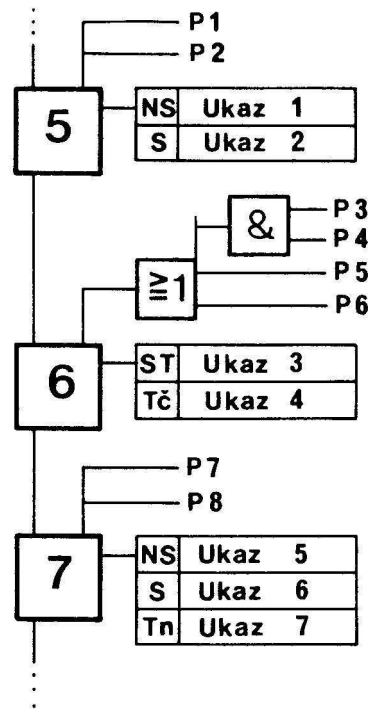 P1
P2
5
NS Ukaz 1
S Ukaz 2
& P3
P4
≧1 P5
P6
6
ST Ukaz 3
Tč Ukaz 4
P7
P8
7
NS Ukaz 5
S Ukaz 6
Tn Ukaz 7